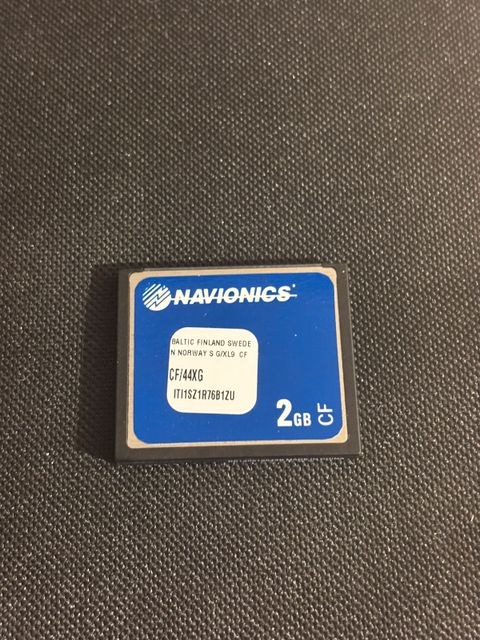 NAVIONICS
BALTIC FINLAND SWEDE
N NORWAY S G/XL9 CF
CF/44XG
ITI1SZ1R76B1ZU
2GB CF